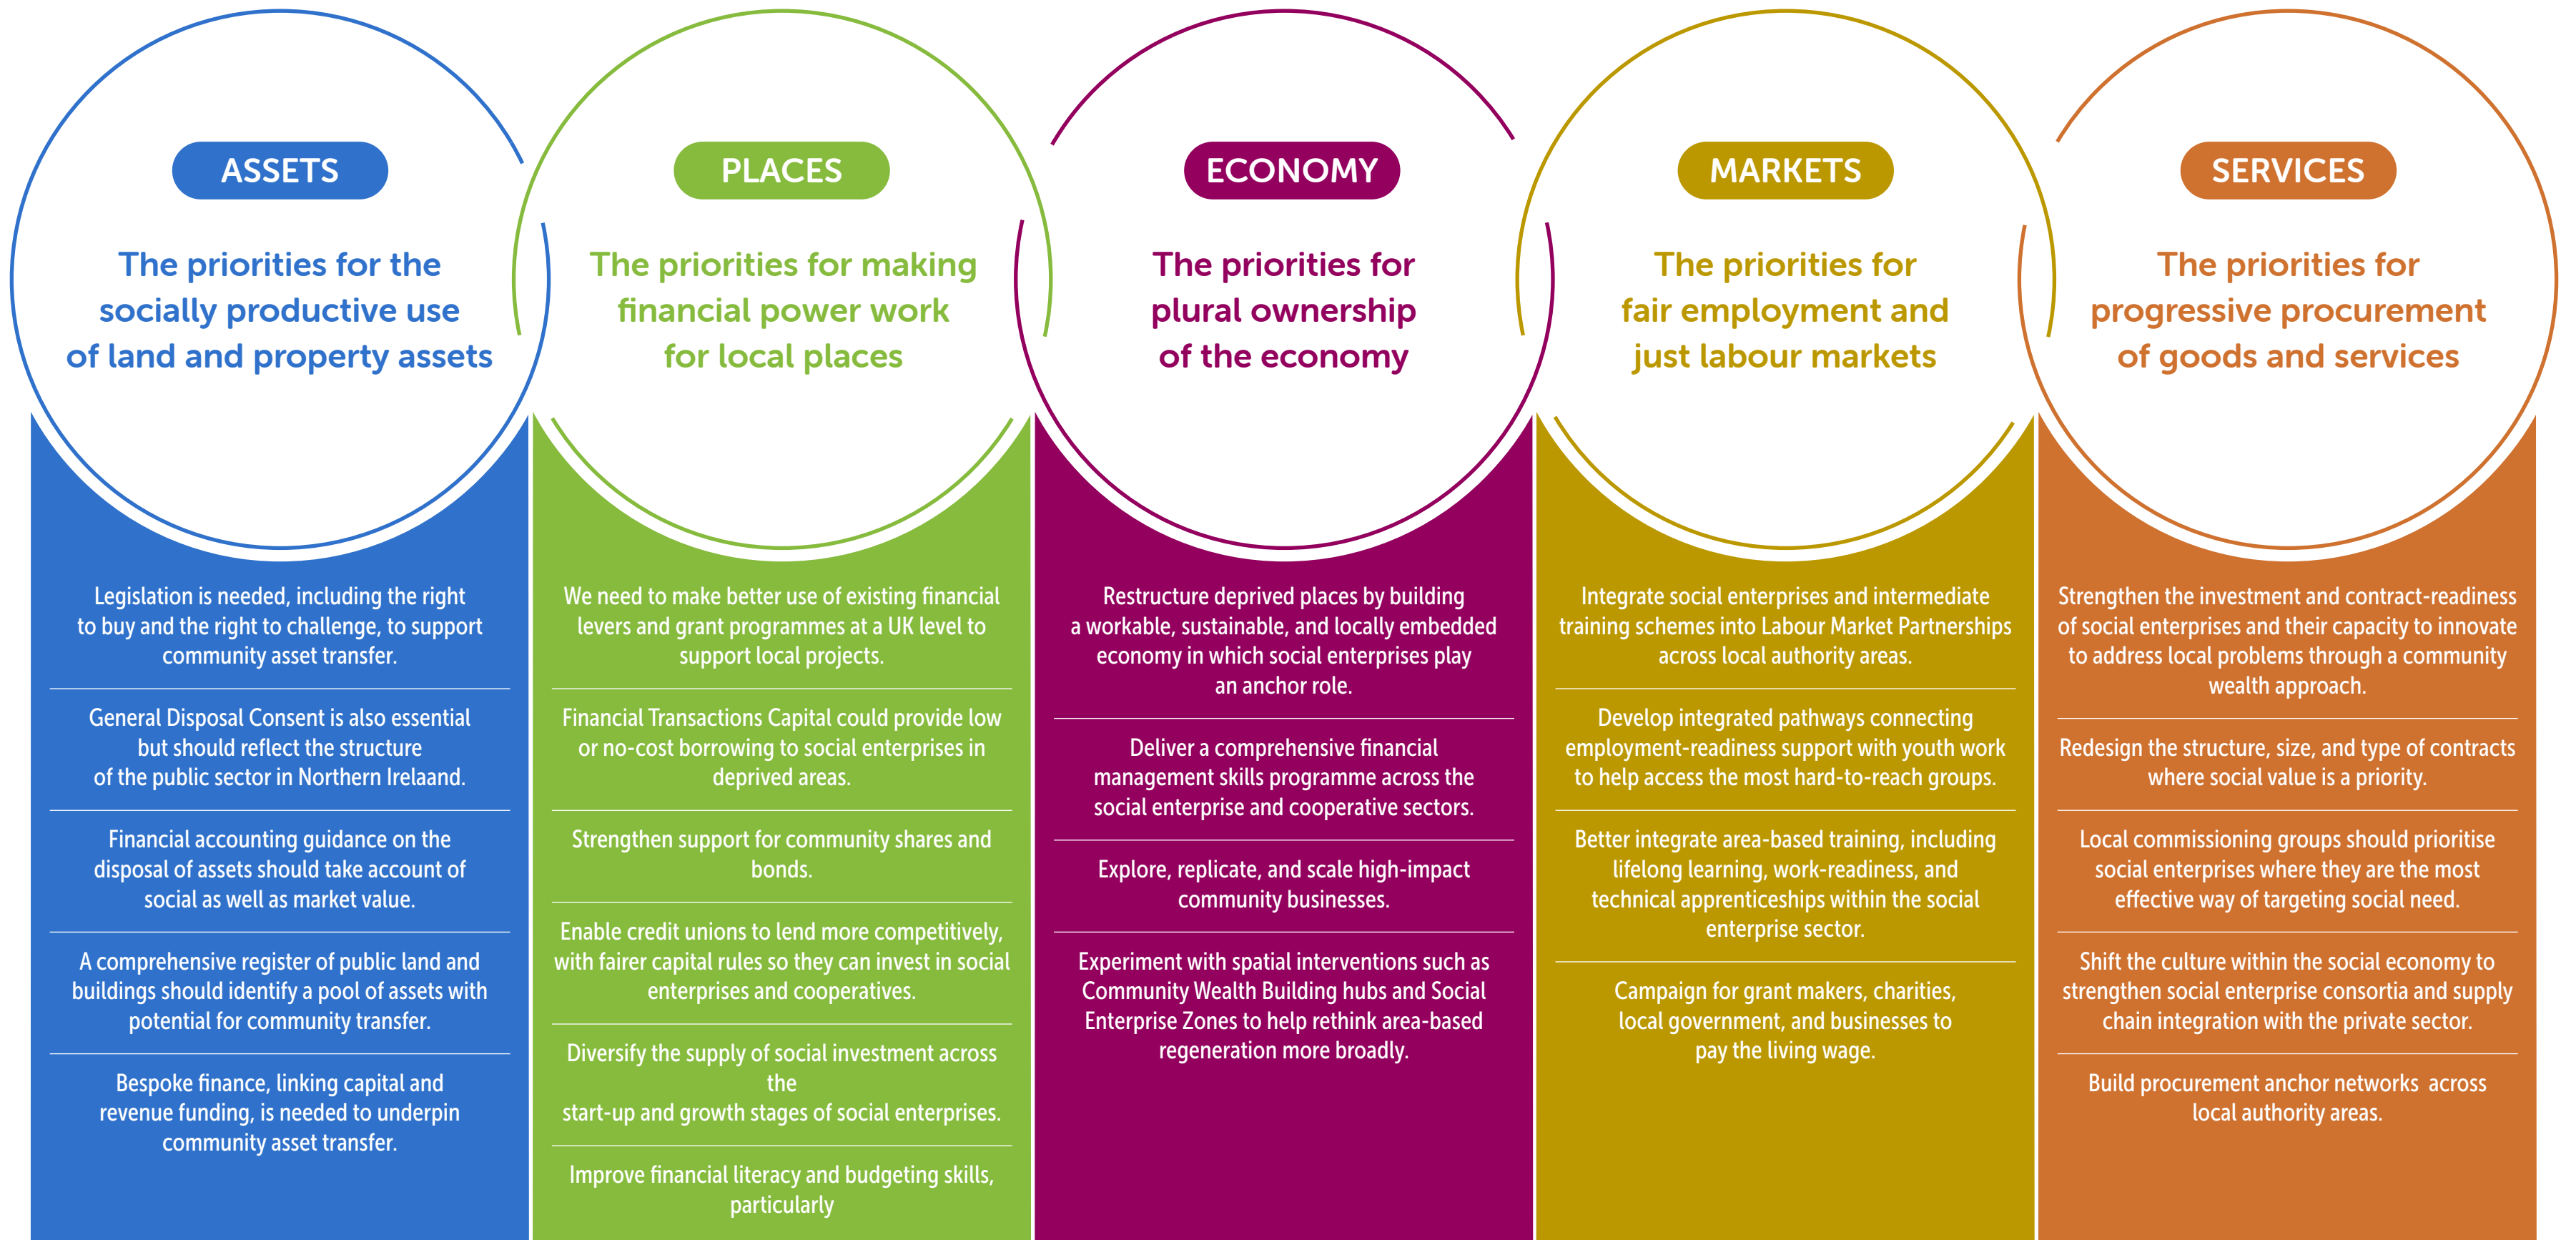 ASSETS
The priorities for the
socially productive use
of land and property assets
Legislation is needed, including the right
to buy and the right to challenge, to support
community asset transfer.
General Disposal Consent is also essential
but should reflect the structure
of the public sector in Northern Irelaand.
Financial accounting guidance on the
disposal of assets should take account of
social as well as market value.
A comprehensive register of public land and
buildings should identify a pool of assets with
potential for community transfer.
Bespoke finance, linking capital and
revenue funding, is needed to underpin
community asset transfer.
PLACES
The priorities for making
financial power work
for local places
We need to make better use of existing financial
levers and grant programmes at a UK level to
support local projects.
Financial Transactions Capital could provide low
or no-cost borrowing to social enterprises in
deprived areas.
Strengthen support for community shares and
bonds.
Enable credit unions to lend more competitively,
with fairer capital rules so they can invest in social
enterprises and cooperatives.
Diversify the supply of social investment across
the
start-up and growth stages of social enterprises.
Improve financial literacy and budgeting skills,
particularly
ECONOMY
The priorities for
plural ownership
of the economy
Restructure deprived places by building
a workable, sustainable, and locally embedded
economy in which social enterprises play
an anchor role.
Deliver a comprehensive financial
management skills programme across the
social enterprise and cooperative sectors.
Explore, replicate, and scale high-impact
community businesses.
Experiment with spatial interventions such as
Community Wealth Building hubs and Social
Enterprise Zones to help rethink area-based
regeneration more broadly.
MARKETS
The priorities for
fair employment and
just labour markets
Integrate social enterprises and intermediate
training schemes into Labour Market Partnerships
across local authority areas.
Develop integrated pathways connecting
employment-readiness support with youth work
to help access the most hard-to-reach groups.
Better integrate area-based training, including
lifelong learning, work-readiness, and
technical apprenticeships within the social
enterprise sector.
Campaign for grant makers, charities,
local government, and businesses to
pay the living wage.
SERVICES
The priorities for
progressive procurement
of goods and services
Strengthen the investment and contract-readiness
of social enterprises and their capacity to innovate
to address local problems through a community
wealth approach.
Redesign the structure, size, and type of contracts
where social value is a priority.
Local commissioning groups should prioritise
social enterprises where they are the most
effective way of targeting social need.
Shift the culture within the social economy to
strengthen social enterprise consortia and supply
chain integration with the private sector.
Build procurement anchor networks across
local authority areas.